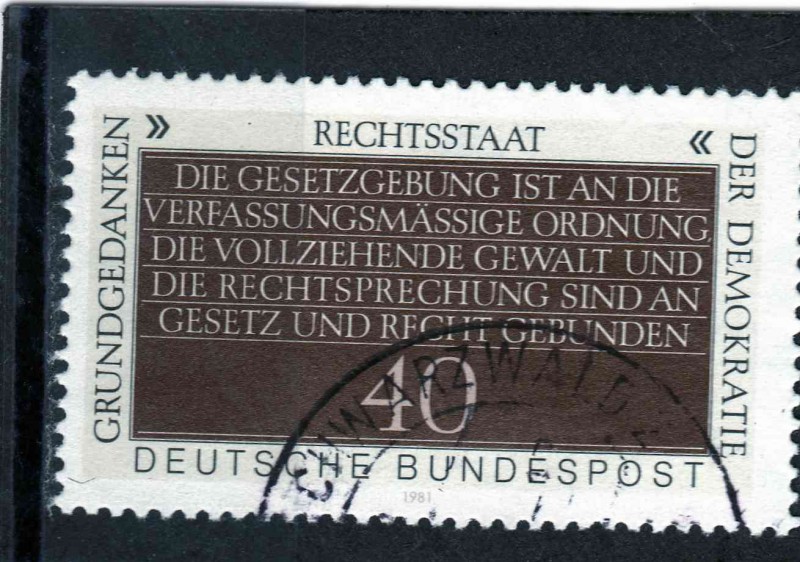 GRUNDGEDANKEN
» RECHTSSTAAT «
DER DEMOKRATIE
DIE GESETZGEBUNG IST AN DIE
VERFASSUNGSMÄSSIGE ORDNUNG,
DIE VOLLZIEHENDE GEWALT UND
DIE RECHTSPRECHUNG SIND AN
GESETZ UND RECHT GEBUNDEN
40
DEUTSCHE BUNDESPOST
1981